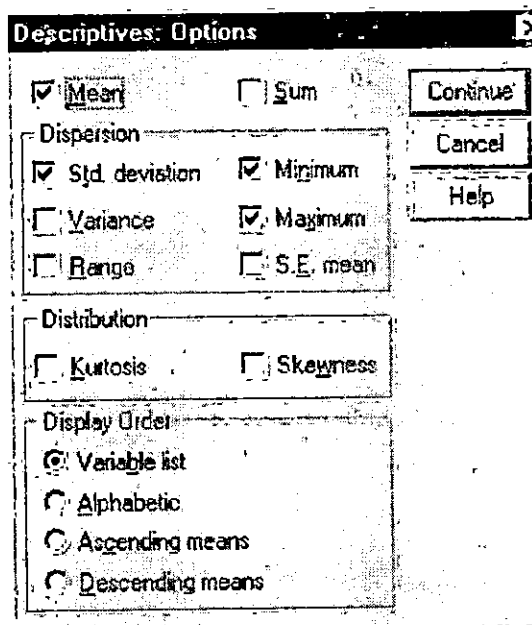 Descriptives: Options
Mean
Sum
Continue
Dispersion
Cancel
Std. deviation
Minimum
Help
Variance
Maximum
Range
S.E. mean
Distribution
Kurtosis
Skewness
Display Order
Variable list
Alphabetic
Ascending means
Descending means